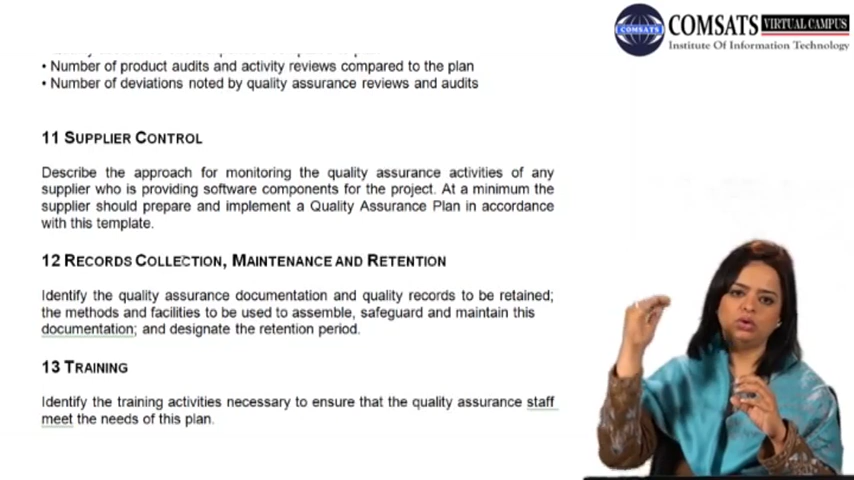 COMSATS VIRTUAL CAMPUS
COMSATS
Institute Of Information Technology
• Number of product audits and activity reviews compared to the plan
• Number of deviations noted by quality assurance reviews and audits
11 SUPPLIER CONTROL
Describe the approach for monitoring the quality assurance activities of any
supplier who is providing software components for the project. At a minimum the
supplier should prepare and implement a Quality Assurance Plan in accordance
with this template.
12 RECORDS COLLECTION, MAINTENANCE AND RETENTION
Identify the quality assurance documentation and quality records to be retained;
the methods and facilities to be used to assemble, safeguard and maintain this
documentation; and designate the retention period.
13 TRAINING
Identify the training activities necessary to ensure that the quality assurance staff
meet the needs of this plan.